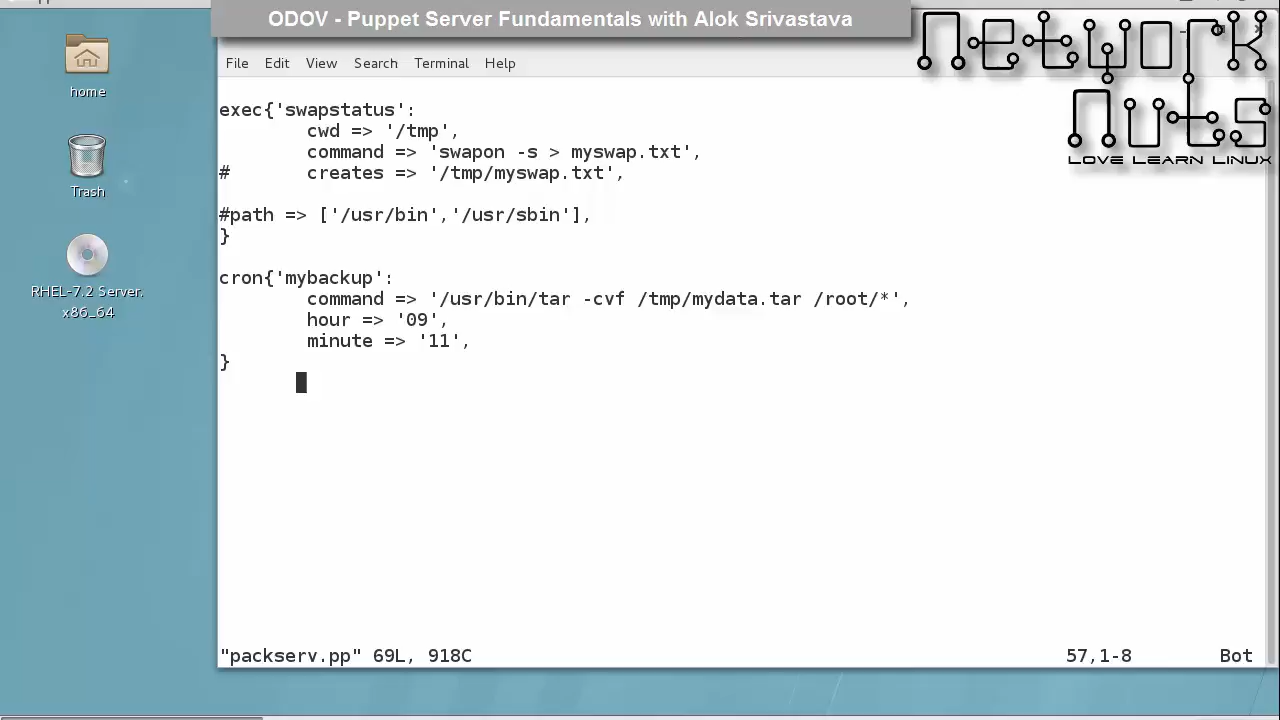 ODOV - Puppet Server Fundamentals with Alok Srivastava
Network
Nuts
LOVE LEARN LINUX
home
Trash
RHEL-7.2 Server.
x86_64
File Edit View Search Terminal Help
exec{'swapstatus':
cwd => '/tmp',
command => 'swapon -s > myswap.txt',
# creates => '/tmp/myswap.txt',
#path => ['/usr/bin','/usr/sbin'],
}
cron{'mybackup':
command => '/usr/bin/tar -cvf /tmp/mydata.tar /root/*',
hour => '09',
minute => '11',
}
"packserv.pp" 69L, 918C 57,1-8 Bot